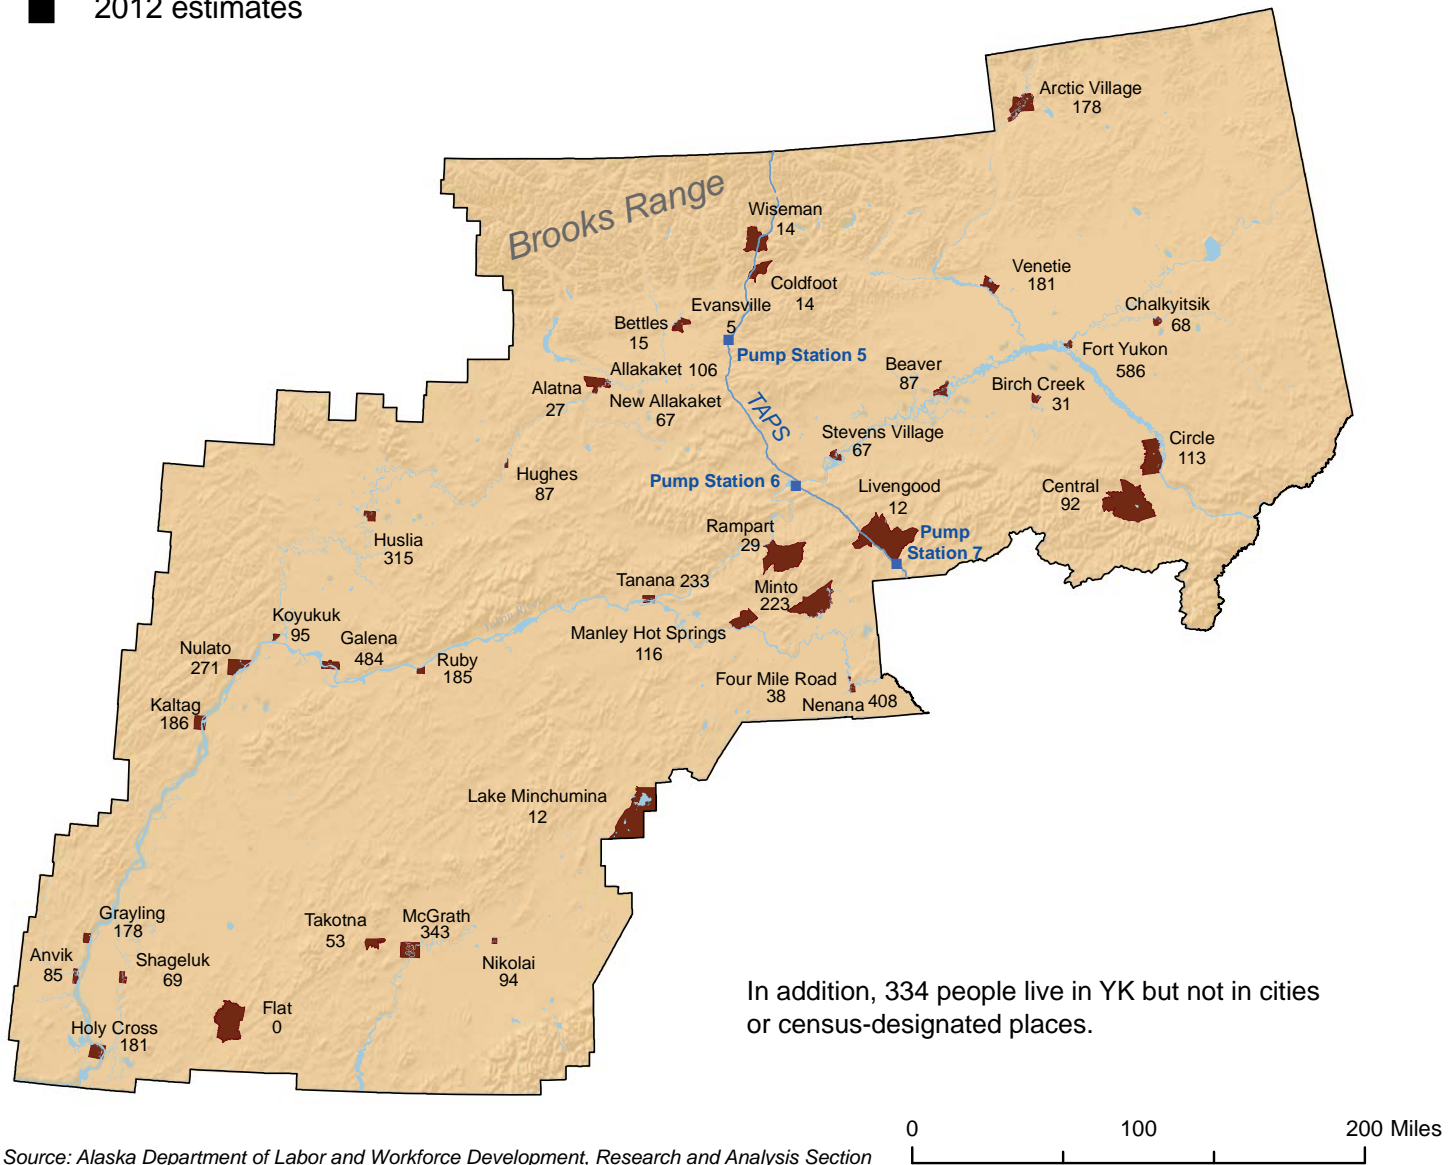 2012 estimates
Arctic Village
178
Brooks Range
Wiseman
14
Coldfoot
14
Venetie
181
Evansville
5
Chalkyitsik
68
Bettles
15
Pump Station 5
Fort Yukon
586
Allakaket 106
Beaver
87
Birch Creek
31
Alatna
27
New Allakaket
67
TAPS
Stevens Village
67
Circle
113
Hughes
87
Pump Station 6
Livengood
12
Central
92
Rampart
29
Pump
Station 7
Huslia
315
Tanana 233
Minto
223
Koyukuk
95
Galena
484
Manley Hot Springs
116
Nulato
271
Ruby
185
Four Mile Road
38
Nenana 408
Kaltag
186
Lake Minchumina
12
Grayling
178
Takotna
53
McGrath
343
Anvik
85
Shageluk
69
Nikolai
94
Flat
0
Holy Cross
181
In addition, 334 people live in YK but not in cities
or census-designated places.
0 100 200 Miles
Source: Alaska Department of Labor and Workforce Development, Research and Analysis Section